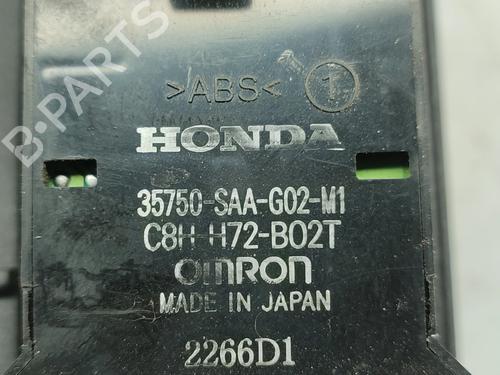 B-PARTS
>ABS< 1
HONDA
35750-SAA-G02-M1
C8H-H72-B02T
OMRON
MADE IN JAPAN
2266D1